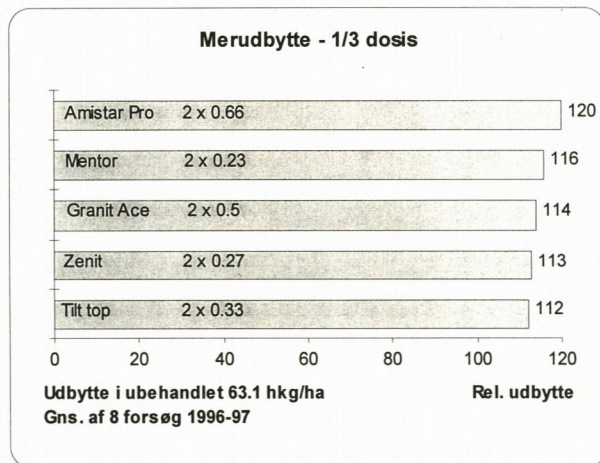 Merudbytte - 1/3 dosis
Amistar Pro 2 x 0.66 120
Mentor 2 x 0.23 116
Granit Ace 2 x 0.5 114
Zenit 2 x 0.27 113
Tilt top 2 x 0.33 112
0 20 40 60 80 100 120
Udbytte i ubehandlet 63.1 hkg/ha Rel. udbytte
Gns. af 8 forsøg 1996-97